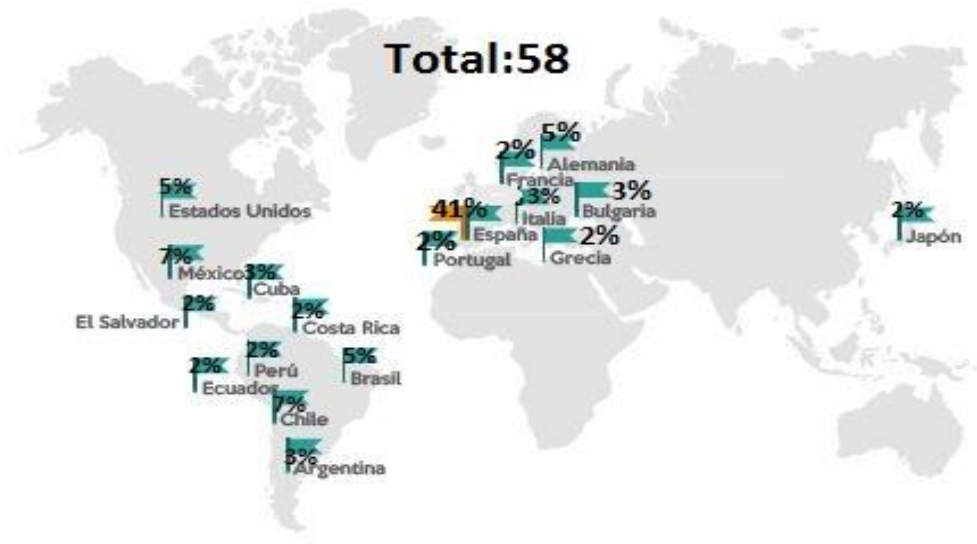 Total:58
5%
Alemania
2%
Francia
5%
Estados Unidos
3%
Italia
3%
Bulgaria
41%
España
2%
Portugal
2%
Grecia
2%
Japón
7%
México
3%
Cuba
2%
El Salvador
2%
Costa Rica
2%
Perú
2%
Ecuador
5%
Brasil
7%
Chile
3%
Argentina